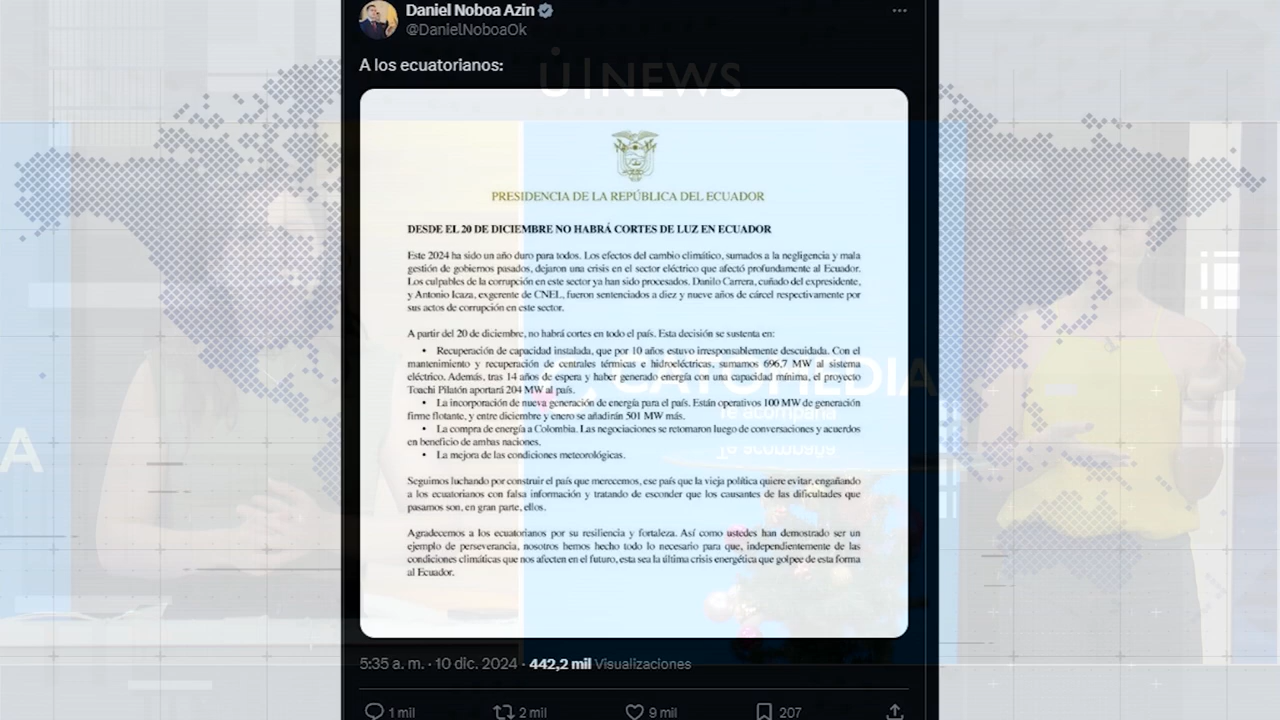 Daniel Noboa Azin
@DanielNoboaOk
A los ecuatorianos:
U|NEWS
PRESIDENCIA DE LA REPÚBLICA DEL ECUADOR
DESDE EL 20 DE DICIEMBRE NO HABRÁ CORTES DE LUZ EN ECUADOR
Este 2024 ha sido un año duro para todos. Los efectos del cambio climático, sumados a la negligencia y mala
gestión de gobiernos pasados, dejaron una crisis en el sector eléctrico que afectó profundamente al Ecuador.
Los culpables de la corrupción en este sector ya han sido procesados. Danilo Carrera, cuñado del expresidente,
y Antonio Icaza, exgerente de CNEL, fueron sentenciados a diez y nueve años de cárcel respectivamente por
sus actos de corrupción en este sector.
A partir del 20 de diciembre, no habrá cortes en todo el país. Esta decisión se sustenta en:
• Recuperación de capacidad instalada, que por 10 años estuvo irresponsablemente descuidada. Con el
mantenimiento y recuperación de centrales térmicas e hidroeléctricas, sumamos 696,7 MW al sistema
eléctrico. Además, tras 14 años de espera y haber generado energía con una capacidad mínima, el proyecto
Toachi Pilatón aportará 204 MW al país.
• La incorporación de nueva generación de energía para el país. Están operativos 100 MW de generación
firme flotante, y entre diciembre y enero se añadirán 501 MW más.
• La compra de energía a Colombia. Las negociaciones se retomaron luego de conversaciones y acuerdos
en beneficio de ambas naciones.
• La mejora de las condiciones meteorológicas.
Te acompaña
A
Seguimos luchando por construir el país que merecemos, ese país que la vieja política quiere evitar, engañando
a los ecuatorianos con falsa información y tratando de esconder que los causantes de las dificultades que
pasamos son, en gran parte, ellos.
Agradecemos a los ecuatorianos por su resiliencia y fortaleza. Así como ustedes han demostrado ser un
ejemplo de perseverancia, nosotros hemos hecho todo lo necesario para que, independientemente de las
condiciones climáticas que nos afecten en el futuro, esta sea la última crisis energética que golpee de esta forma
al Ecuador.
5:35 a. m. · 10 dic. 2024 · 442,2 mil Visualizaciones
1 mil 2 mil 9 mil 207